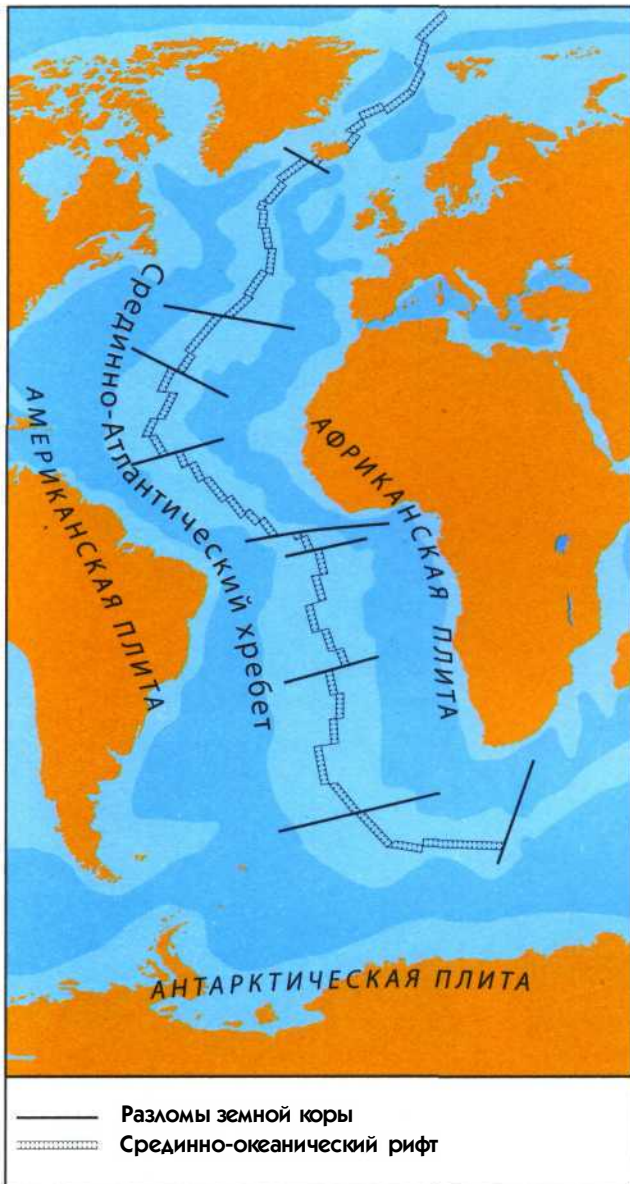 Срединно-Атлантический хребет
АМЕРИКАНСКАЯ ПЛИТА
АФРИКАНСКАЯ ПЛИТА
АНТАРКТИЧЕСКАЯ ПЛИТА
Разломы земной коры
Срединно-океанический рифт